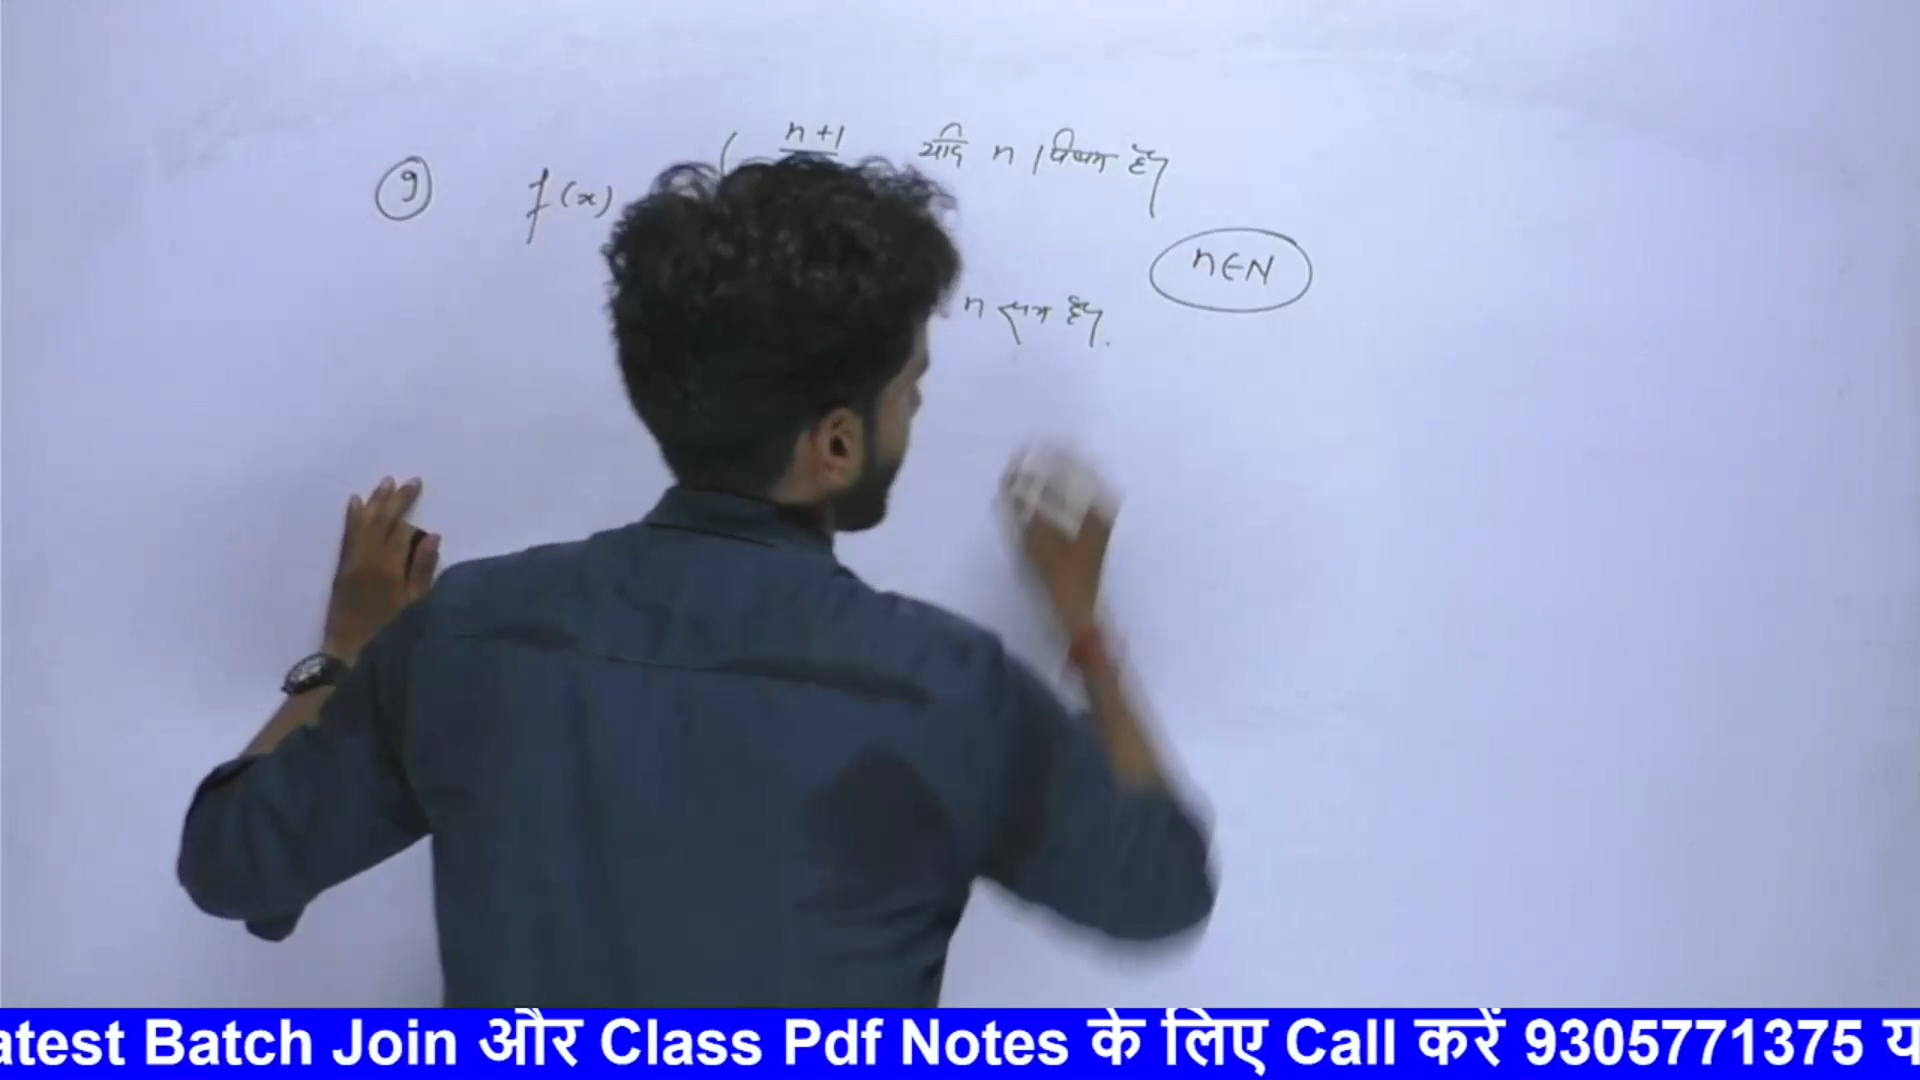 9 f(x) n+1 यदि n विषम है।
n∈N
n सम है।
atest Batch Join और Class Pdf Notes के लिए Call करें 9305771375 य